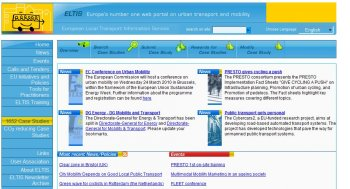 ELTIS Europe's number one web portal on urban transport and mobility
European Local Transport Information Service
search on site
Choose Language English
Overview
Search Case Studies
Submit Case Study
Rewards for Case Studies
Modify Case Study
Home
News
Events
Calls and Tenders
EU initiatives and Policies
Tools for Practitioners
ELTIS Training
1652 Case Studies
CO2 reducing Case Studies
Links
User Association
About ELTIS
ELTIS Newsletter Archive
News
EC Conference on Urban Mobility
The European Commission will host a conference on
urban mobility on Wednesday 24 March 2010 in Brussels,
within the framework of the European Union Sustainable
Energy Week. Further information about the programme
and registration can be found here.
News
PRESTO gives cycling a push
The PRESTO consortium presents the PRESTO
Implementation Fact Sheets "GIVE CYCLING A PUSH" on
Infrastructure planning, Promotion of urban cycling, and
Promotion of pedelecs. The Fact sheets highlight key
measures covering different topics.
News
DG Energy - DG Mobility and Transport
The Directorate-General for Energy and Transport has been
split in Directorate-General for Energy and Directorate-
General for Mobility & Transport. Please update your
bookmarks.
News
Public transport gets personal
The Cybercars2, a EU-funded research project, aims at
developing road-based automated transport systems. The
project has developed technologies that pave the way for
unmanned public transport systems.
Most recent News/Policies
Clear zones in Bristol (UK)
City Mobility Depends on Good Local Public Transport
Green wave for cyclists in Rotterdam (the Netherlands)
Events
PRESTO 1st on-site training
Multimodal Mobility Marketing in an ageing society
FLEET conference